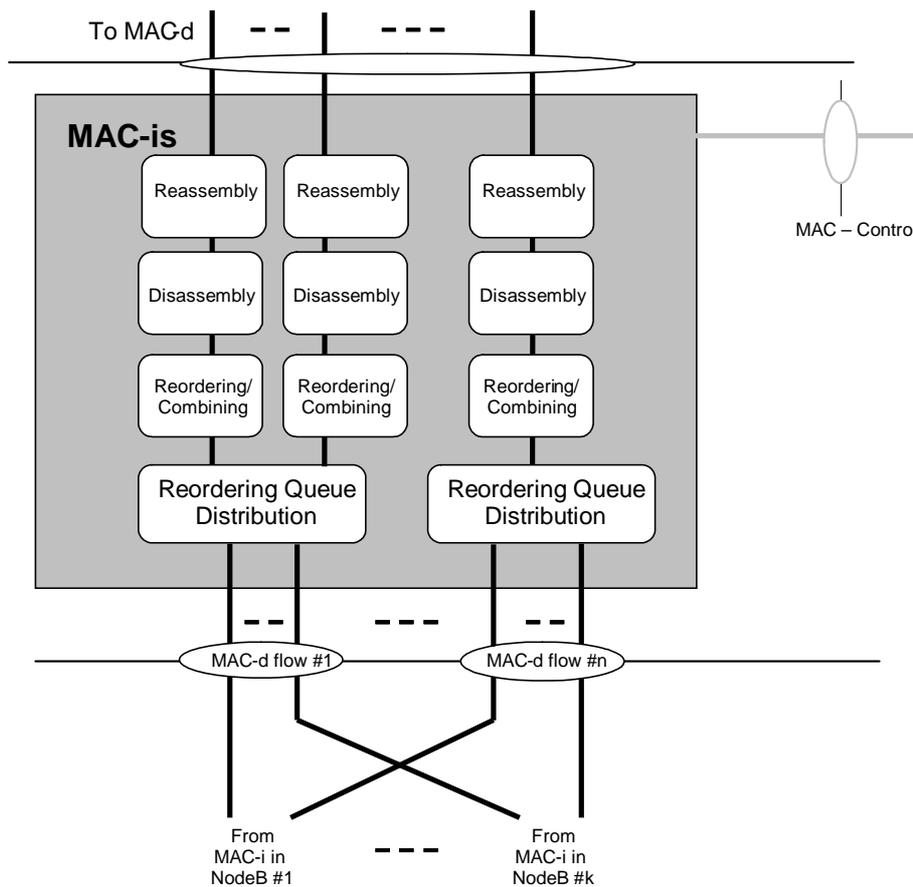 To MAC-d
MAC-is
MAC – Contro
Reassembly
Reassembly
Reassembly
Disassembly
Disassembly
Disassembly
Reordering/
Combining
Reordering/
Combining
Reordering/
Combining
Reordering Queue
Distribution
Reordering Queue
Distribution
MAC-d flow #1
MAC-d flow #n
From
MAC-i in
NodeB #1
From
MAC-i in
NodeB #k